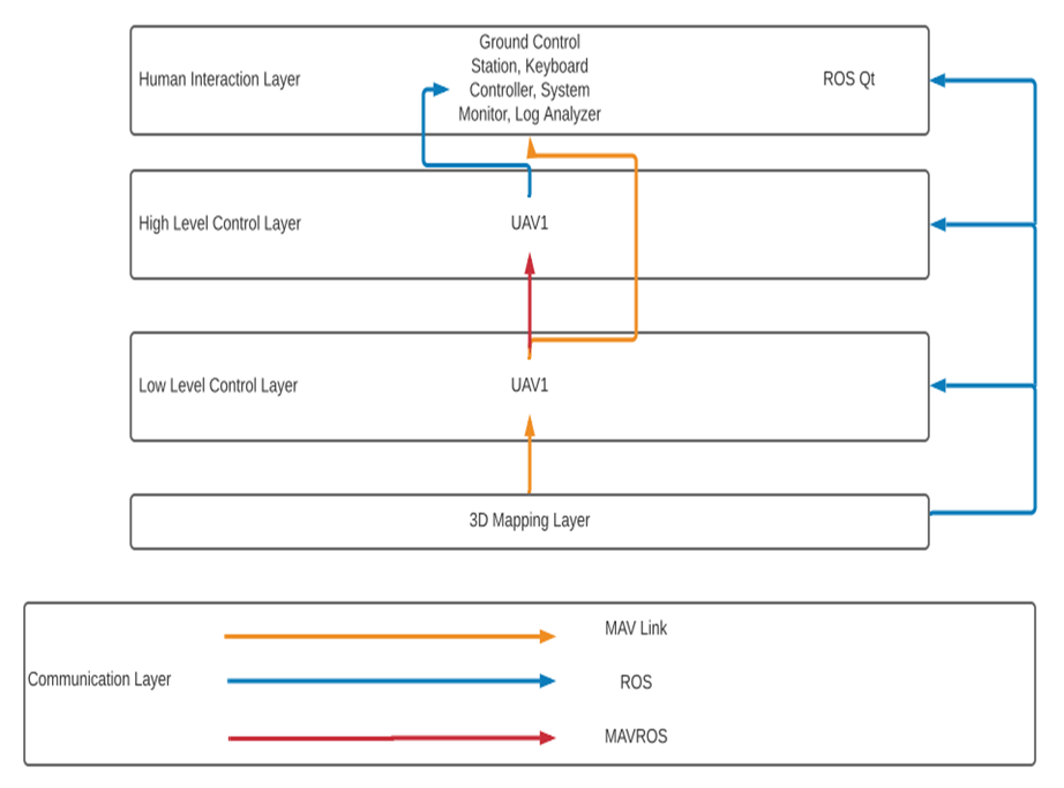 Ground Control
Station, Keyboard
Controller, System
Monitor, Log Analyzer
Human Interaction Layer
ROS Qt
High Level Control Layer
UAV1
Low Level Control Layer
UAV1
3D Mapping Layer
Communication Layer
MAV Link
ROS
MAVROS